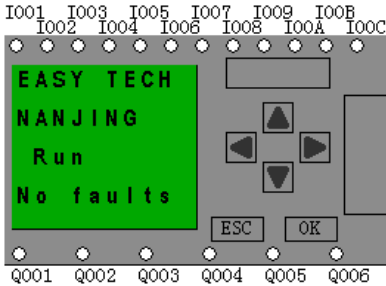 I001 I003 I005 I007 I009 I00B
I002 I004 I006 I008 I00A I00C
EASY TECH
NANJING
Run
No faults
ESC OK
Q001 Q002 Q003 Q004 Q005 Q006